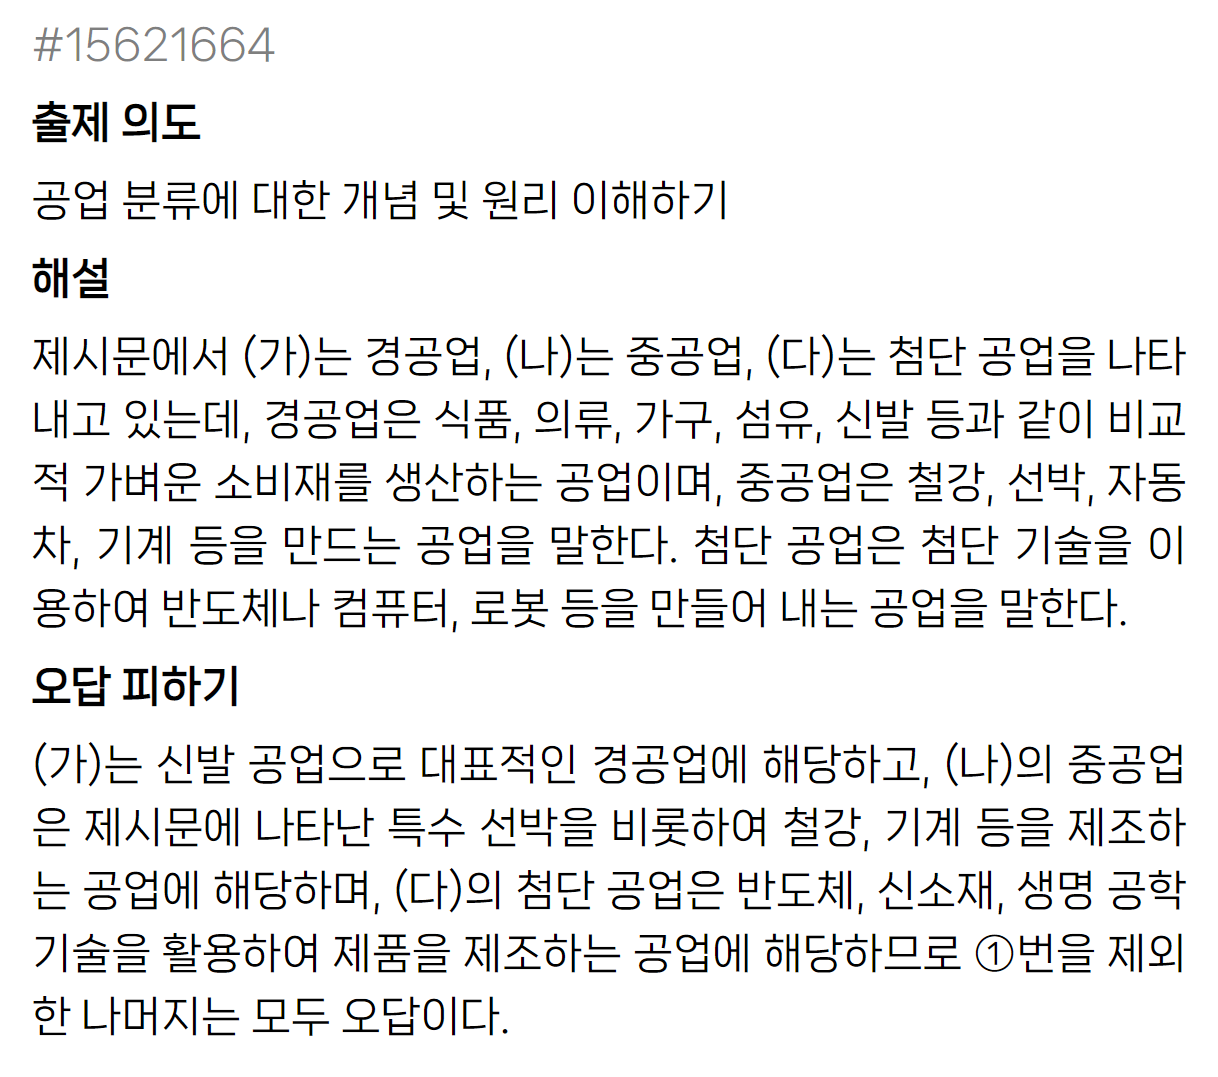 #15621664
출제 의도
공업 분류에 대한 개념 및 원리 이해하기
해설
제시문에서 (가)는 경공업, (나)는 중공업, (다)는 첨단 공업을 나타
내고 있는데, 경공업은 식품, 의류, 가구, 섬유, 신발 등과 같이 비교
적 가벼운 소비재를 생산하는 공업이며, 중공업은 철강, 선박, 자동
차, 기계 등을 만드는 공업을 말한다. 첨단 공업은 첨단 기술을 이
용하여 반도체나 컴퓨터, 로봇 등을 만들어 내는 공업을 말한다.
오답 피하기
(가)는 신발 공업으로 대표적인 경공업에 해당하고, (나)의 중공업
은 제시문에 나타난 특수 선박을 비롯하여 철강, 기계 등을 제조하
는 공업에 해당하며, (다)의 첨단 공업은 반도체, 신소재, 생명 공학
기술을 활용하여 제품을 제조하는 공업에 해당하므로 ①번을 제외
한 나머지는 모두 오답이다.